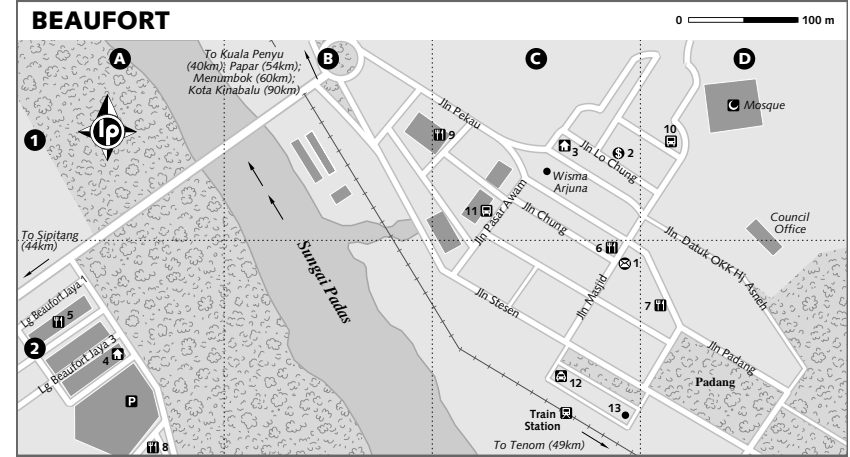 BEAUFORT
0 100 m
A
B
C
D
1
2
lp
To Kuala Penyu
(40km); Papar (54km);
Menumbok (60km);
Kota Kinabalu (90km)
Jln Pekau
9
3
Jln Lo Chung
$ 2
10
Mosque
Wisma
Arjuna
11
Jln Pasar Awam
Jln Chung
Council
Office
To Sipitang
(44km)
6
1
Jln Datuk OKK Hj Asneh
Sungai Padas
Lg Beaufort Jaya 1
5
Jln Stesen
Jln Masjid
7
4
Lg Beaufort Jaya 3
Jln Padang
Padang
12
P
13
Train
Station
8
To Tenom (49km)